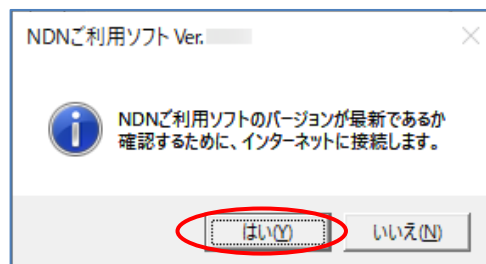 NDNご利用ソフト Ver.
NDNご利用ソフトのバージョンが最新であるか
確認するために、インターネットに接続します。
はい(Y)
いいえ(N)